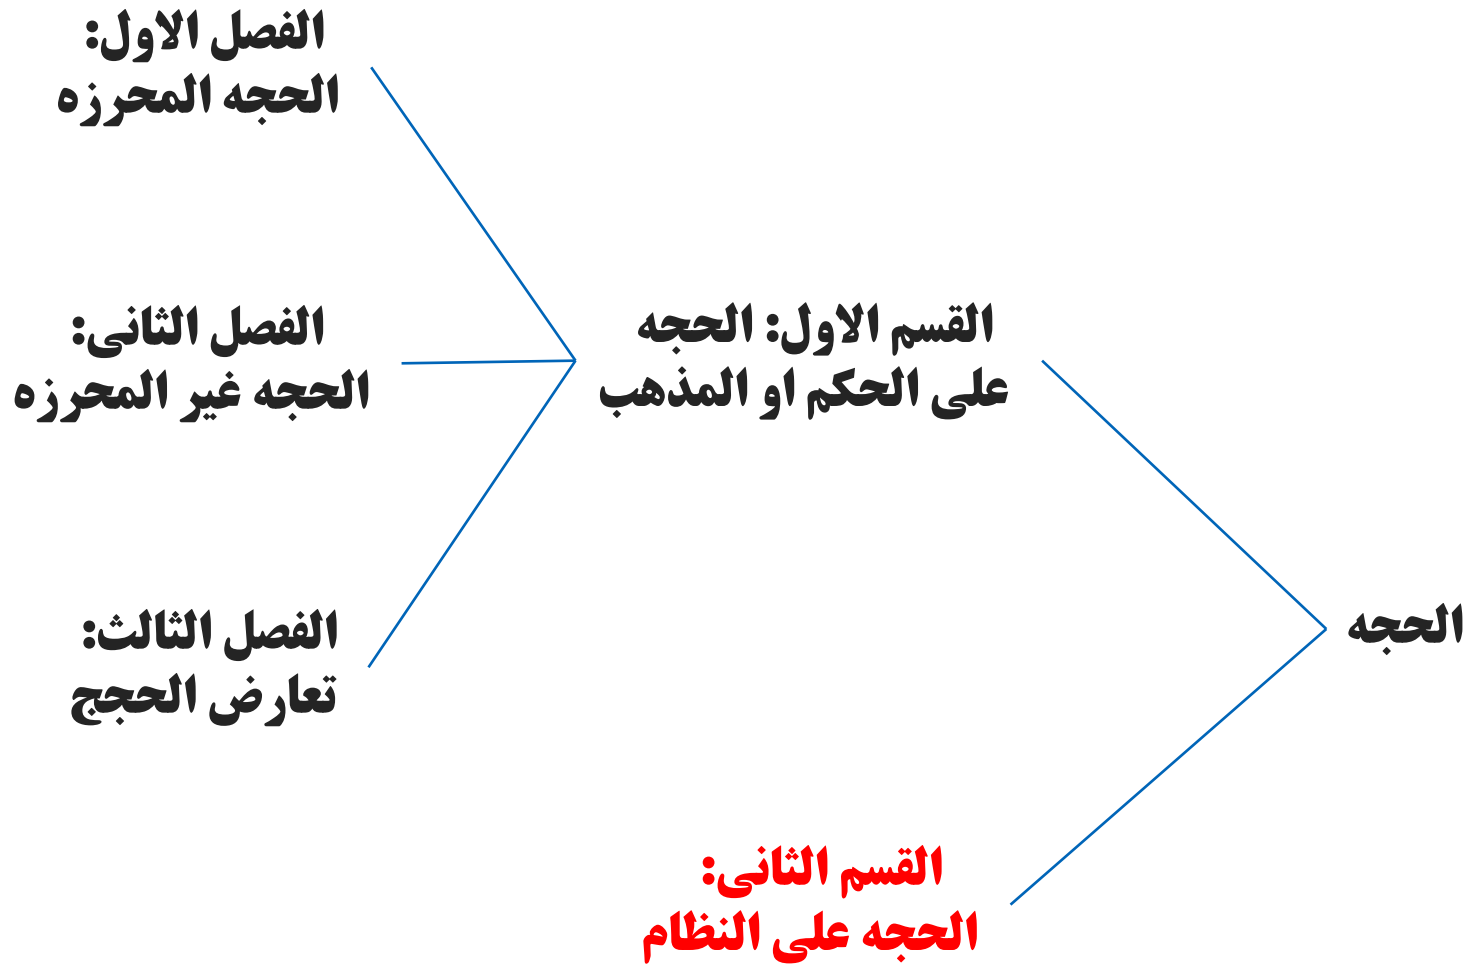 الحجه
القسم الاول: الحجه
على الحكم او المذهب
الفصل الاول:
الحجه المحرزه
الفصل الثانى:
الحجه غير المحرزه
الفصل الثالث:
تعارض الحجج
القسم الثانى:
الحجه على النظام